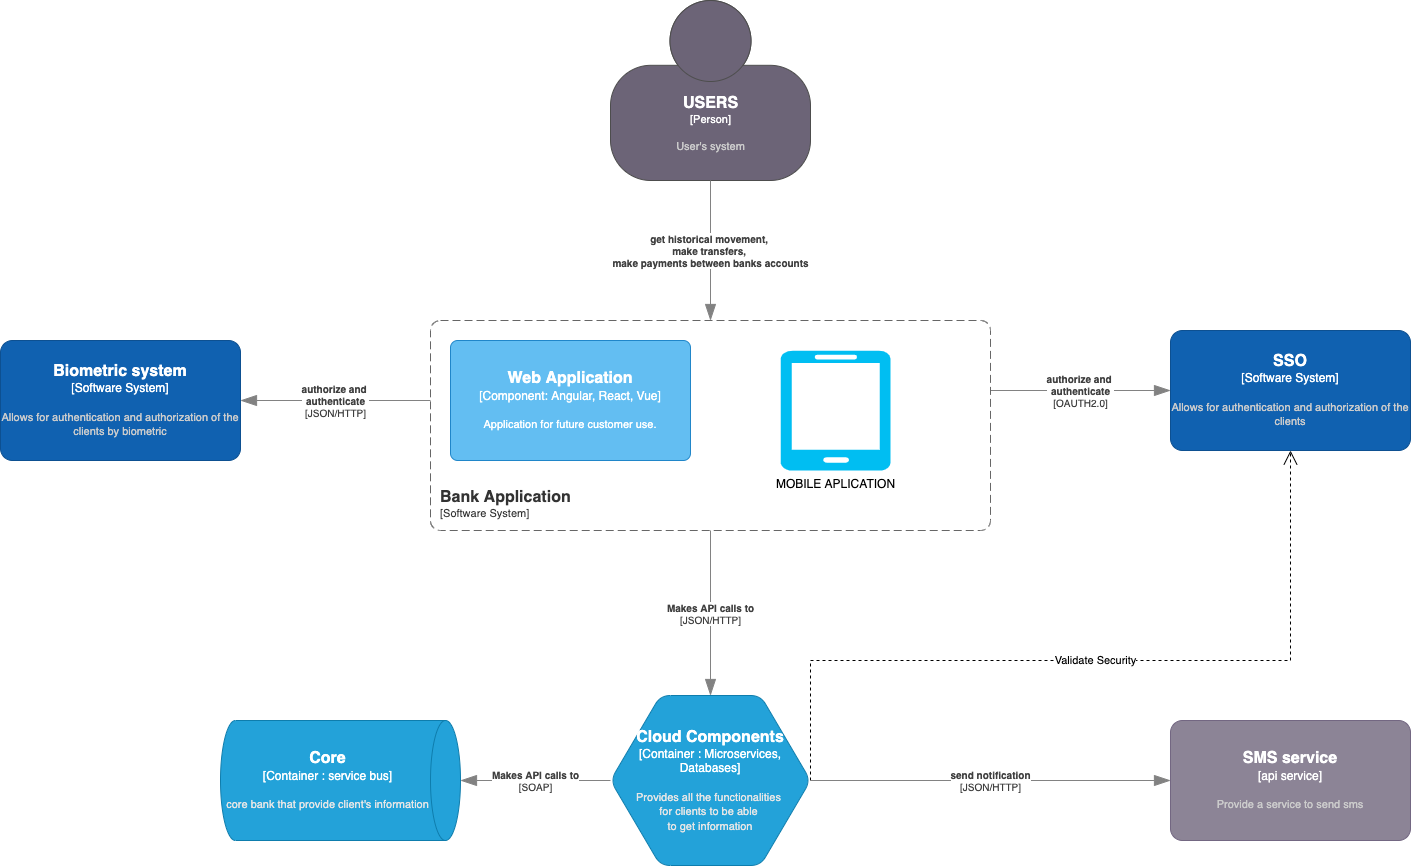 USERS
[Person]
User's system
get historical movement,
make transfers,
make payments between banks accounts
Biometric system
[Software System]
Allows for authentication and authorization of the
clients by biometric
authorize and
authenticate
[JSON/HTTP]
Web Application
[Component: Angular, React, Vue]
Application for future customer use.
MOBILE APLICATION
Bank Application
[Software System]
authorize and
authenticate
[OAUTH2.0]
SSO
[Software System]
Allows for authentication and authorization of the
clients
Makes API calls to
[JSON/HTTP]
Validate Security
Core
[Container : service bus]
core bank that provide client's information
Makes API calls to
[SOAP]
Cloud Components
[Container : Microservices,
Databases]
Provides all the functionalities
for clients to be able
to get information
send notification
[JSON/HTTP]
SMS service
[api service]
Provide a service to send sms